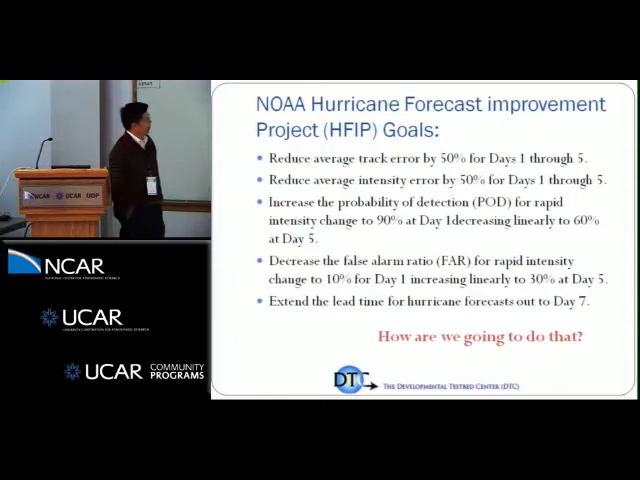 NOAA Hurricane Forecast improvement
Project (HFIP) Goals:
• Reduce average track error by 50% for Days 1 through 5.
• Reduce average intensity error by 50% for Days 1 through 5.
• Increase the probability of detection (POD) for rapid
intensity change to 90% at Day 1decreasing linearly to 60%
at Day 5.
• Decrease the false alarm ratio (FAR) for rapid intensity
change to 10% for Day 1 increasing linearly to 30% at Day 5.
• Extend the lead time for hurricane forecasts out to Day 7.
How are we going to do that?
DTC THE DEVELOPMENTAL TESTBED CENTER (DTC)
NCAR UCAR UOP
NCAR
NATIONAL CENTER FOR ATMOSPHERIC RESEARCH
UCAR
UNIVERSITY CORPORATION FOR ATMOSPHERIC RESEARCH
UCAR COMMUNITY
PROGRAMS